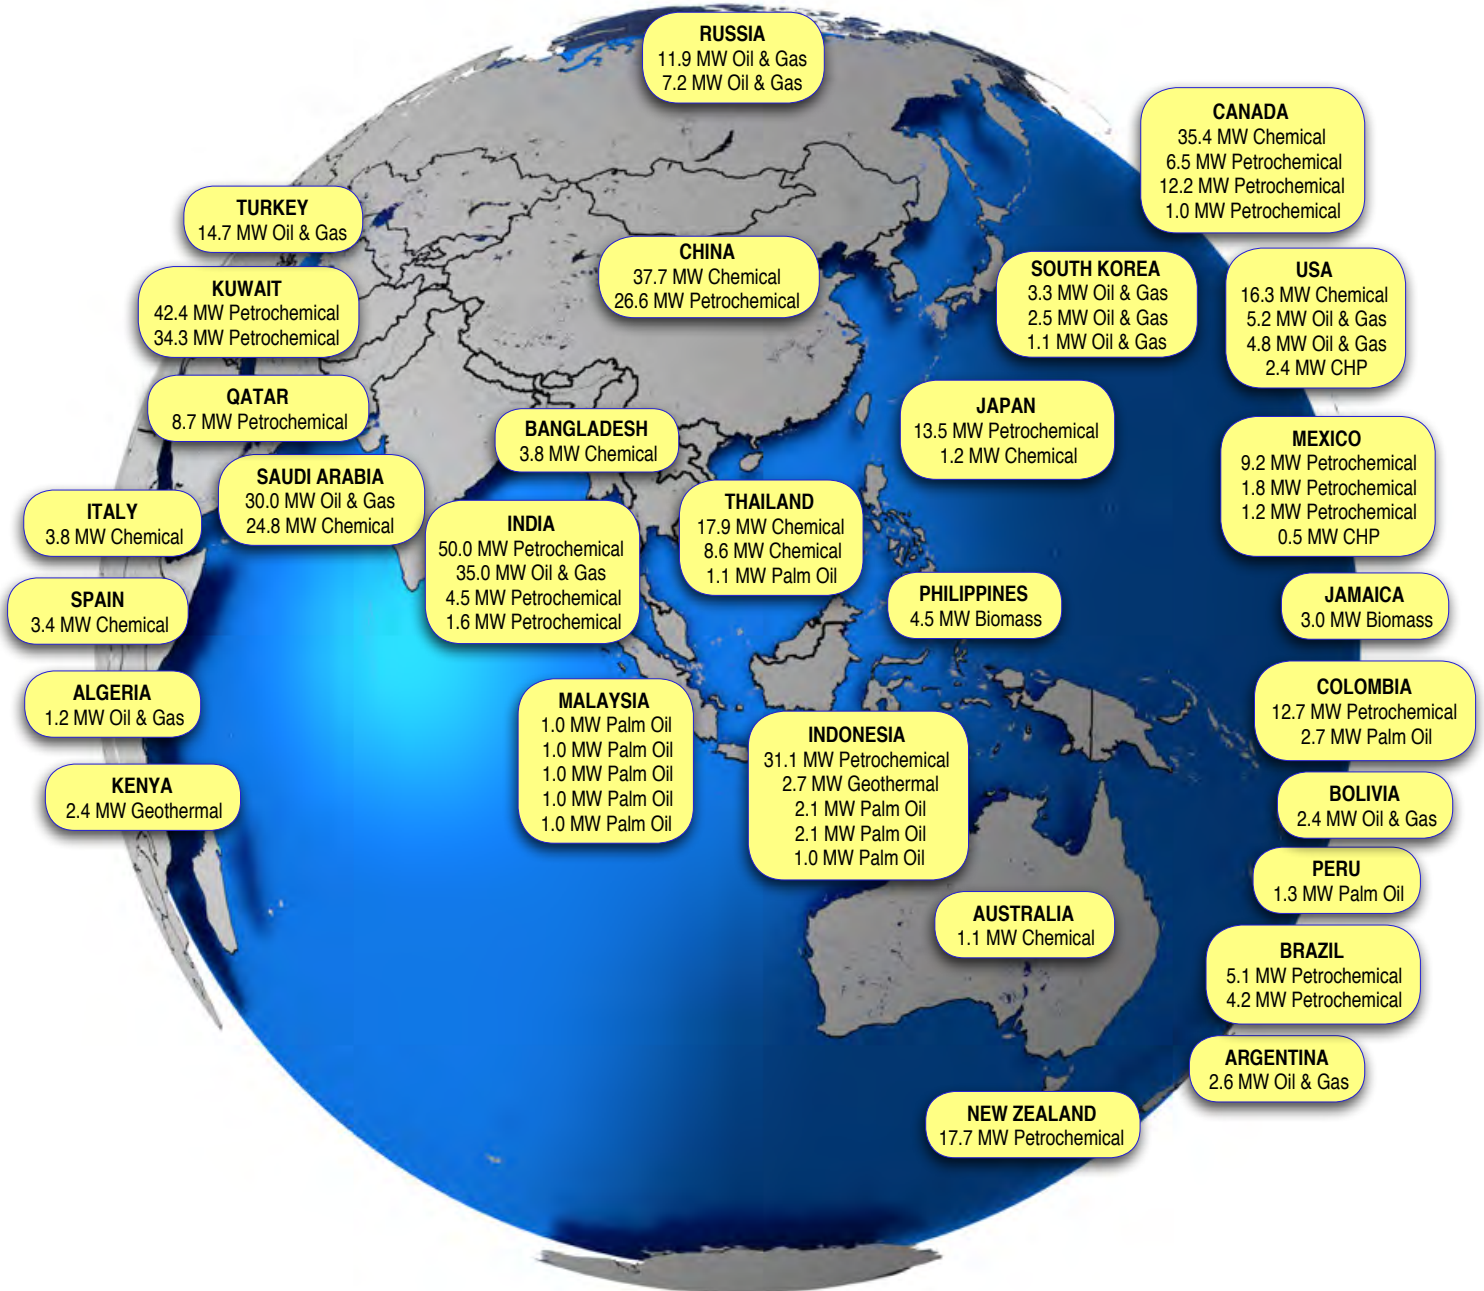 RUSSIA
11.9 MW Oil & Gas
7.2 MW Oil & Gas
CANADA
35.4 MW Chemical
6.5 MW Petrochemical
12.2 MW Petrochemical
1.0 MW Petrochemical
TURKEY
14.7 MW Oil & Gas
CHINA
37.7 MW Chemical
26.6 MW Petrochemical
SOUTH KOREA
3.3 MW Oil & Gas
2.5 MW Oil & Gas
1.1 MW Oil & Gas
USA
16.3 MW Chemical
5.2 MW Oil & Gas
4.8 MW Oil & Gas
2.4 MW CHP
KUWAIT
42.4 MW Petrochemical
34.3 MW Petrochemical
QATAR
8.7 MW Petrochemical
BANGLADESH
3.8 MW Chemical
JAPAN
13.5 MW Petrochemical
1.2 MW Chemical
MEXICO
9.2 MW Petrochemical
1.8 MW Petrochemical
1.2 MW Petrochemical
0.5 MW CHP
SAUDI ARABIA
30.0 MW Oil & Gas
24.8 MW Chemical
ITALY
3.8 MW Chemical
INDIA
50.0 MW Petrochemical
35.0 MW Oil & Gas
4.5 MW Petrochemical
1.6 MW Petrochemical
THAILAND
17.9 MW Chemical
8.6 MW Chemical
1.1 MW Palm Oil
SPAIN
3.4 MW Chemical
PHILIPPINES
4.5 MW Biomass
JAMAICA
3.0 MW Biomass
ALGERIA
1.2 MW Oil & Gas
MALAYSIA
1.0 MW Palm Oil
1.0 MW Palm Oil
1.0 MW Palm Oil
1.0 MW Palm Oil
1.0 MW Palm Oil
INDONESIA
31.1 MW Petrochemical
2.7 MW Geothermal
2.1 MW Palm Oil
2.1 MW Palm Oil
1.0 MW Palm Oil
COLOMBIA
12.7 MW Petrochemical
2.7 MW Palm Oil
KENYA
2.4 MW Geothermal
BOLIVIA
2.4 MW Oil & Gas
PERU
1.3 MW Palm Oil
AUSTRALIA
1.1 MW Chemical
BRAZIL
5.1 MW Petrochemical
4.2 MW Petrochemical
ARGENTINA
2.6 MW Oil & Gas
NEW ZEALAND
17.7 MW Petrochemical